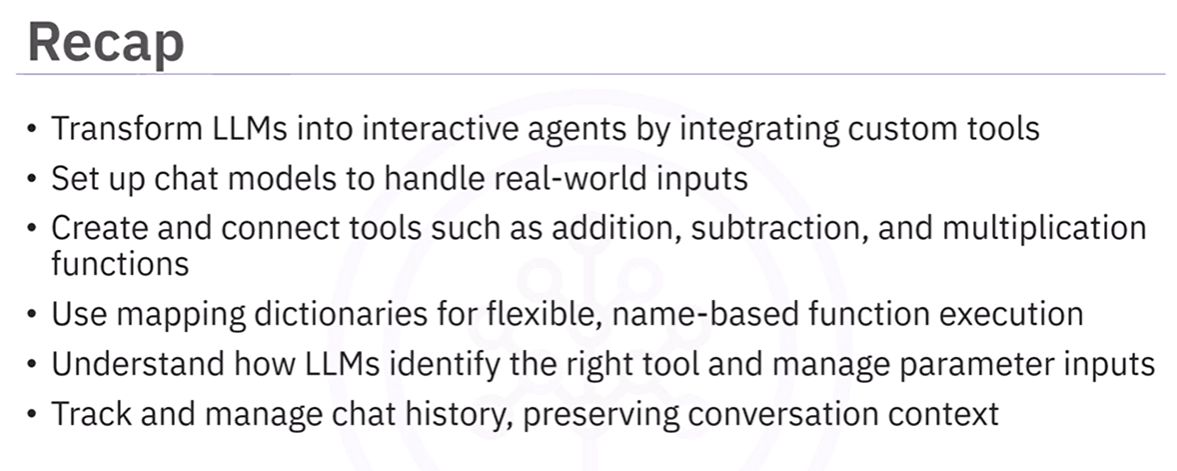 Recap
• Transform LLMs into interactive agents by integrating custom tools
• Set up chat models to handle real-world inputs
• Create and connect tools such as addition, subtraction, and multiplication
functions
• Use mapping dictionaries for flexible, name-based function execution
• Understand how LLMs identify the right tool and manage parameter inputs
• Track and manage chat history, preserving conversation context